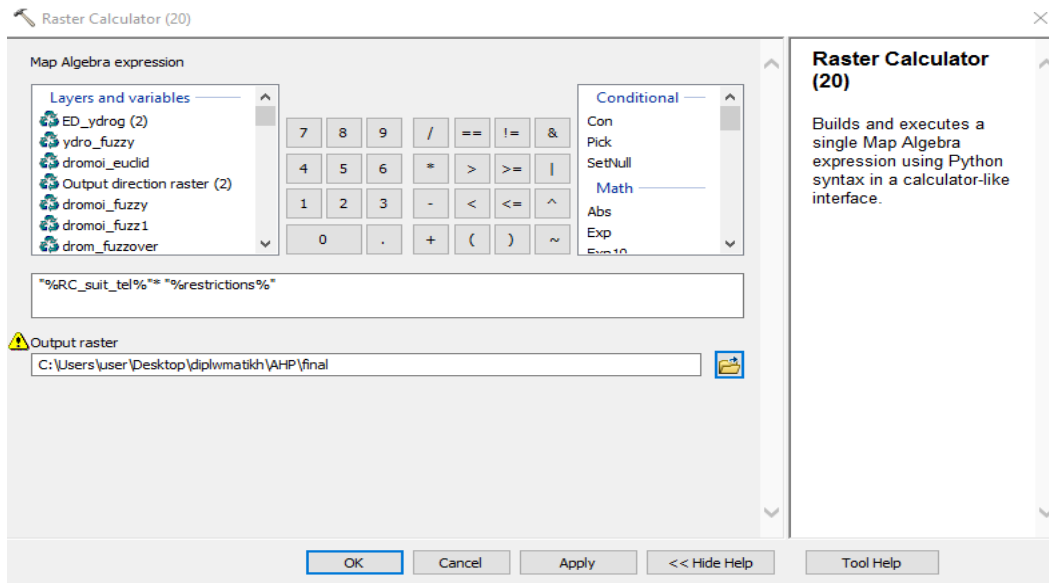 Raster Calculator (20)
Map Algebra expression
Layers and variables
ED_ydrog (2)
ydro_fuzzy
dromoi_euclid
Output direction raster (2)
dromoi_fuzzy
dromoi_fuzz1
drom_fuzzover
7 8 9 / == != &
4 5 6 * > >= |
1 2 3 - < <= ^
0 . + ( ) ~
Conditional
Con
Pick
SetNull
Math
Abs
Exp
Exp10
"%RC_suit_tel%"* "%restrictions%"
Output raster
C:\Users\user\Desktop\diplwmatikh\AHP\final
OK
Cancel
Apply
<< Hide Help
Tool Help
Raster Calculator
(20)
Builds and executes a
single Map Algebra
expression using Python
syntax in a calculator-like
interface.